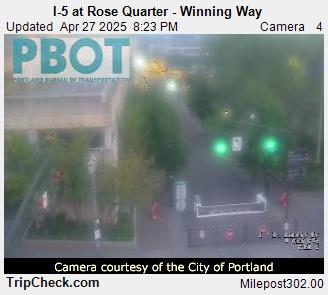 I-5 at Rose Quarter - Winning Way
Updated Apr 27 2025 8:23 PM Camera 4
PBOT
PORTLAND BUREAU OF TRANSPORTATION
Camera courtesy of the City of Portland
TripCheck.com Milepost302.00